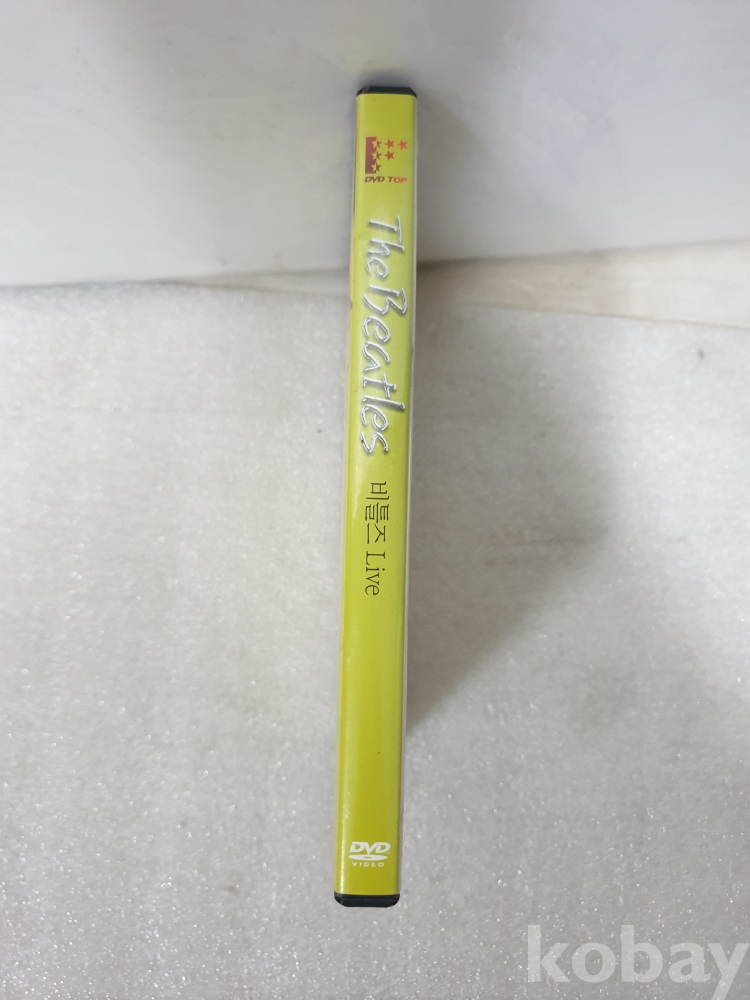 DVD TOP
The Beatles
비틀즈 Live
DVD
VIDEO
kobay